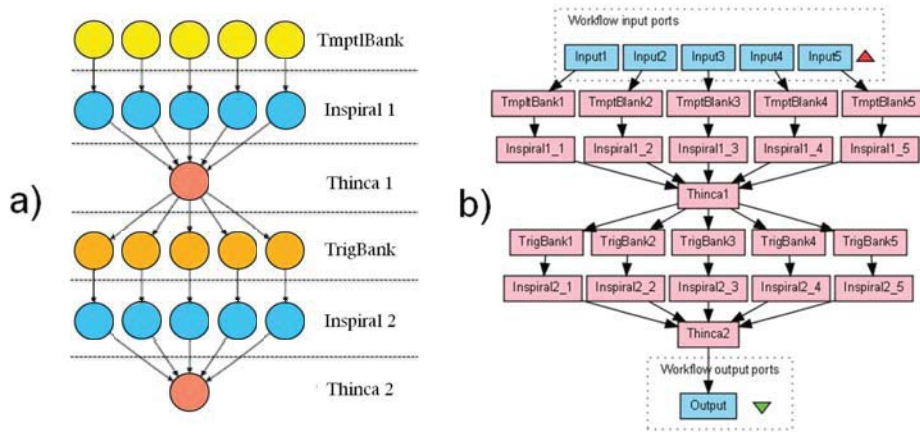 a)
TmptlBank
Inspiral 1
Thinca 1
TrigBank
Inspiral 2
Thinca 2
b)
Workflow input ports
Input1 Input2 Input3 Input4 Input5
TmpltBank1 TmptBlank2 TmptBlank3 TmptBank4 TmptBlank5
Inspiral1_1 Inspiral1_2 Inspiral1_3 Inspiral1_4 Inspiral1_5
Thinca1
TrigBank1 TrigBank2 TrigBank3 TrigBank4 TrigBank5
Inspiral2_1 Inspiral2_2 Inspiral2_3 Inspiral2_4 Inspiral2_5
Thinca2
Workflow output ports
Output